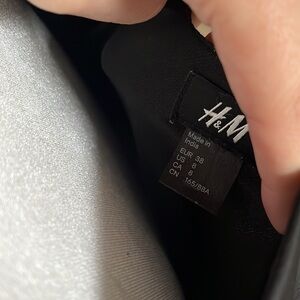 H&M
Made in
India
EUR 38
US 8
CA 8
CN 165/88A